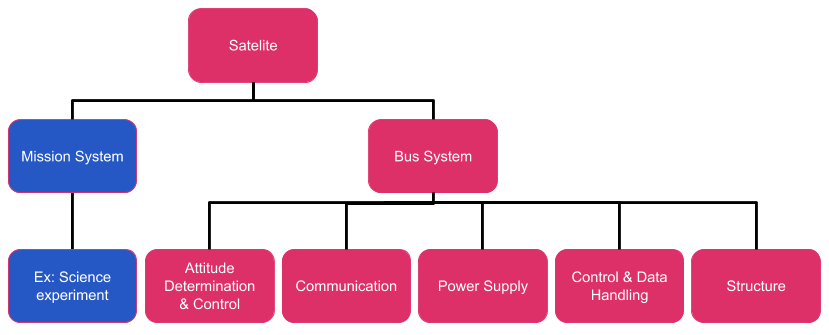 Satelite
Mission System
Bus System
Ex: Science
experiment
Attitude
Determination
& Control
Communication
Power Supply
Control & Data
Handling
Structure